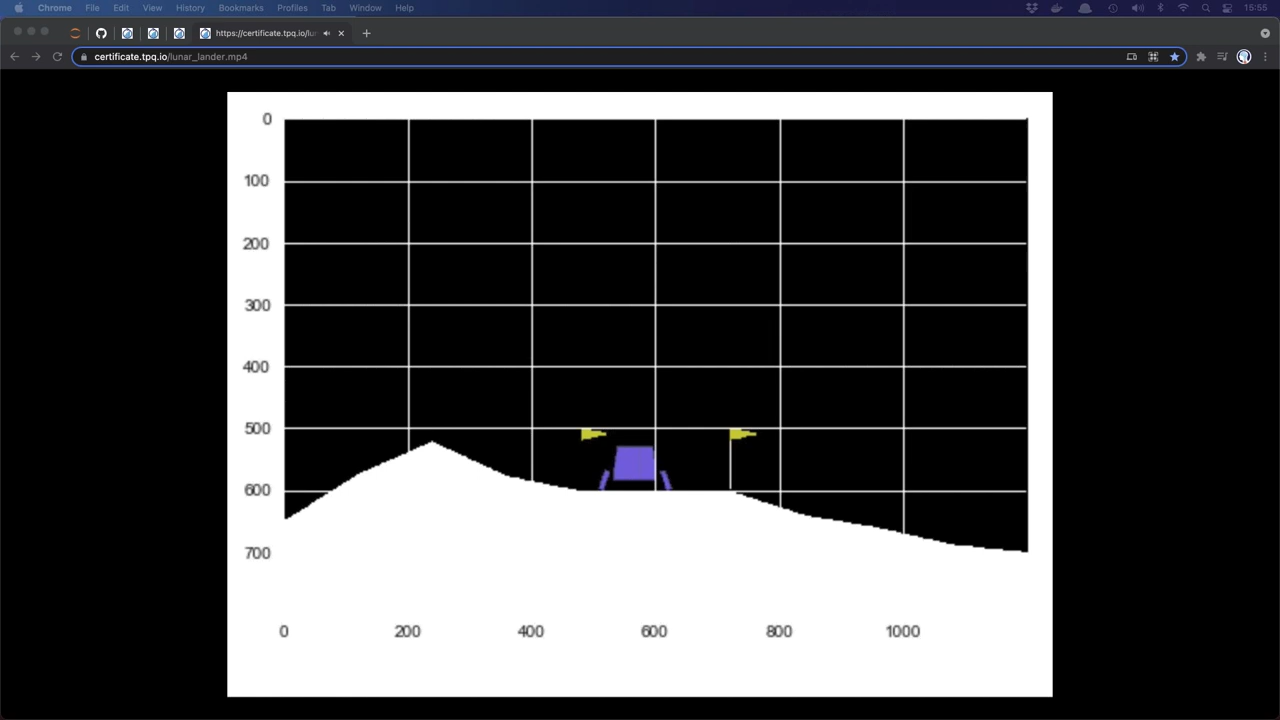 Chrome File Edit View History Bookmarks Profiles Tab Window Help 15:55
https://certificate.tpq.io/lu
certificate.tpq.io/lunar_lander.mp4
0
100
200
300
400
500
600
700
0 200 400 600 800 1000